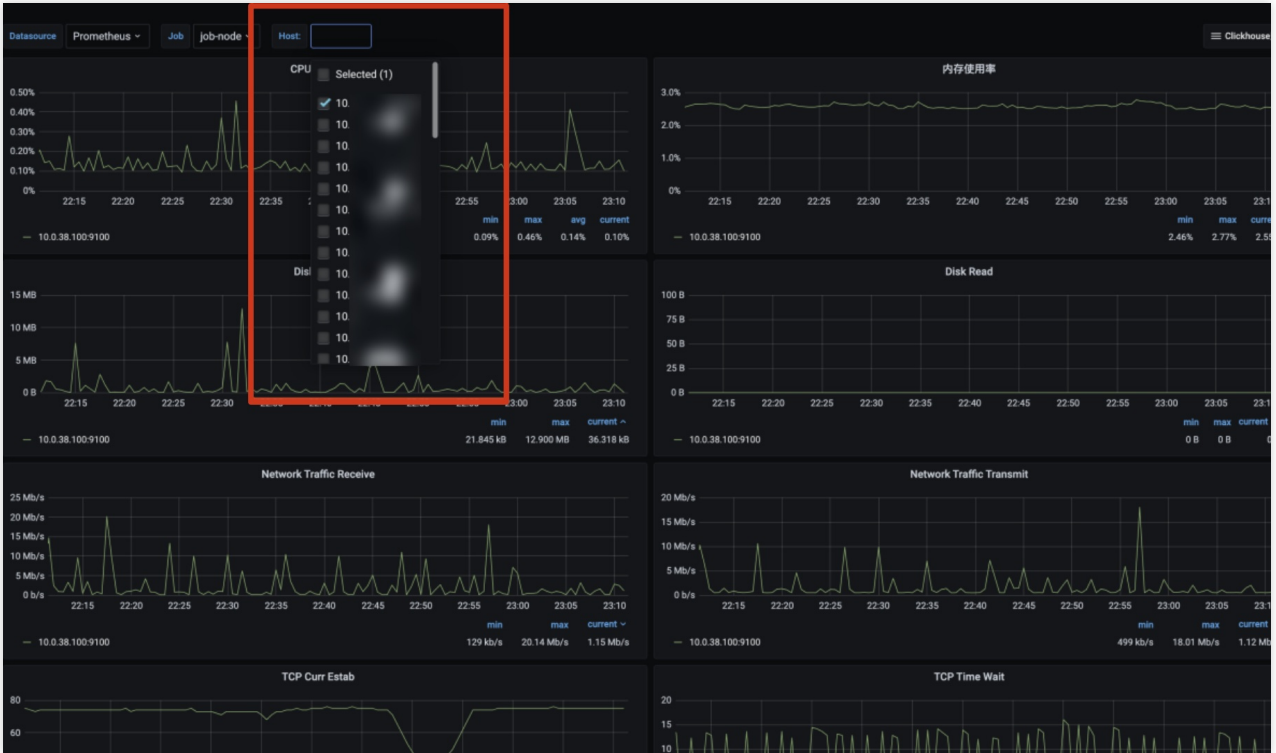 Datasource Prometheus Job job-node Host: Clickhouse
CPU
Selected (1)
10.
10.
10.
10.
10.
10.
10.
10.
10.
10.
10.
10.
10.
0.50%
0.40%
0.30%
0.20%
0.10%
0%
22:15 22:20 22:25 22:30 22:35 22:55 23:00 23:05 23:10
min max avg current
10.0.38.100:9100 0.09% 0.46% 0.14% 0.10%
内存使用率
3.0%
2.0%
1.0%
0%
22:15 22:20 22:25 22:30 22:35 22:40 22:45 22:50 22:55 23:00 23:05 23:1
min max curre
10.0.38.100:9100 2.46% 2.77% 2.55
Dis
15 MB
10 MB
5 MB
0 B
22:15 22:20 22:25 22:30 23:00 23:05 23:10
min max current
10.0.38.100:9100 21.845 kB 12.900 MB 36.318 kB
Disk Read
100 B
75 B
50 B
25 B
0 B
22:15 22:20 22:25 22:30 22:35 22:40 22:45 22:50 22:55 23:00 23:1
min max current
10.0.38.100:9100 0 B 0 B 0
Network Traffic Receive
25 Mb/s
20 Mb/s
15 Mb/s
10 Mb/s
5 Mb/s
0 b/s
22:15 22:20 22:25 22:30 22:35 22:40 22:45 22:50 22:55 23:00 23:05 23:10
min max current
10.0.38.100:9100 129 kb/s 20.14 Mb/s 1.15 Mb/s
Network Traffic Transmit
20 Mb/s
15 Mb/s
10 Mb/s
5 Mb/s
0 b/s
22:15 22:20 22:25 22:30 22:35 22:40 22:45 22:50 22:55 23:00 23:05 23:1
min max current
10.0.38.100:9100 499 kb/s 18.01 Mb/s 1.12 Mb
TCP Curr Estab
80
60
TCP Time Wait
20
15
10